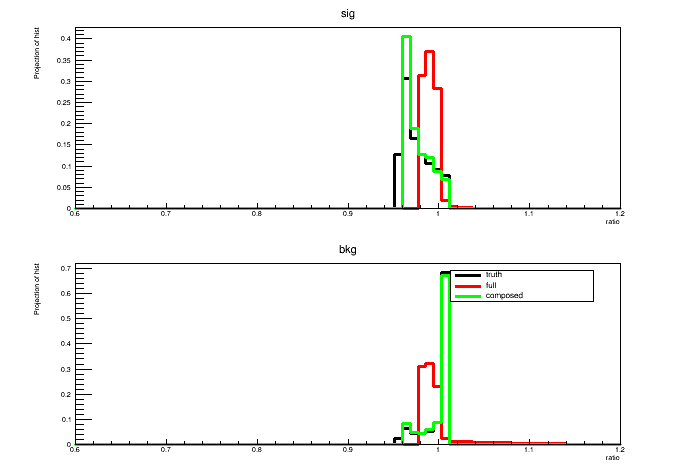 sig
Projection of hist
0.4
0.35
0.3
0.25
0.2
0.15
0.1
0.05
0
0.6 0.7 0.8 0.9 1 1.1 1.2
ratio
bkg
Projection of hist
0.7
0.6
0.5
0.4
0.3
0.2
0.1
0
truth
full
composed
0.6 0.7 0.8 0.9 1 1.1 1.2
ratio